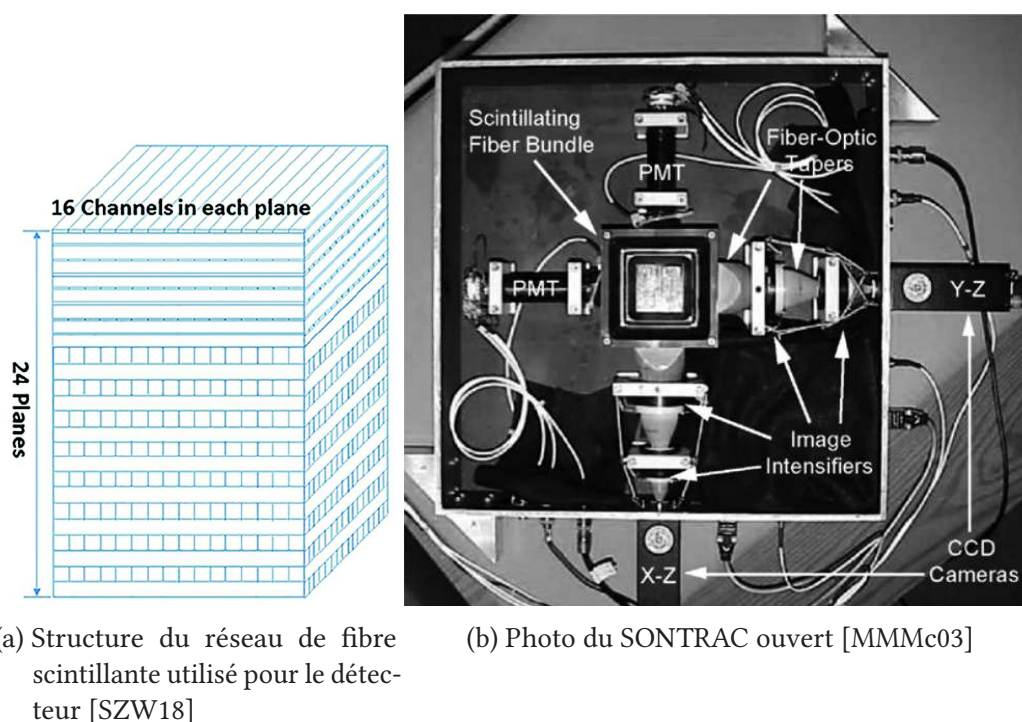 16 Channels in each plane
24 Planes
Scintillating
Fiber Bundle
PMT
Fiber-Optic
Tapers
PMT
Y-Z
Image
Intensifiers
X-Z
CCD
Cameras
(a) Structure du réseau de fibre
scintillante utilisé pour le détec-
teur [SZW18]
(b) Photo du SONTRAC ouvert [MMMc03]